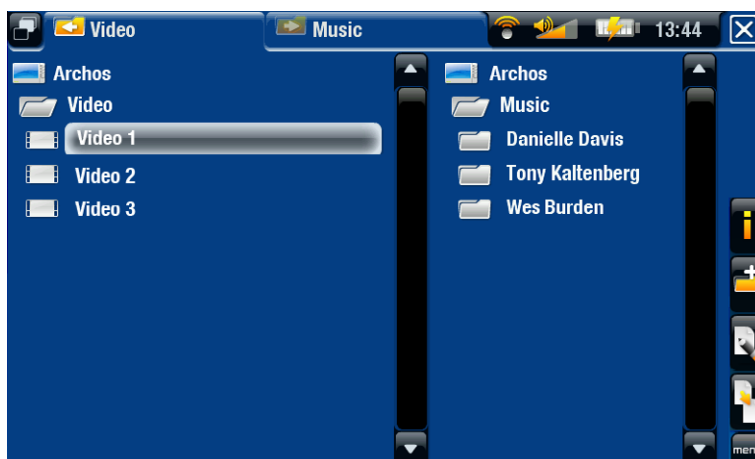 Video
Music
13:44
Archos
Video
Video 1
Video 2
Video 3
Archos
Music
Danielle Davis
Tony Kaltenberg
Wes Burden